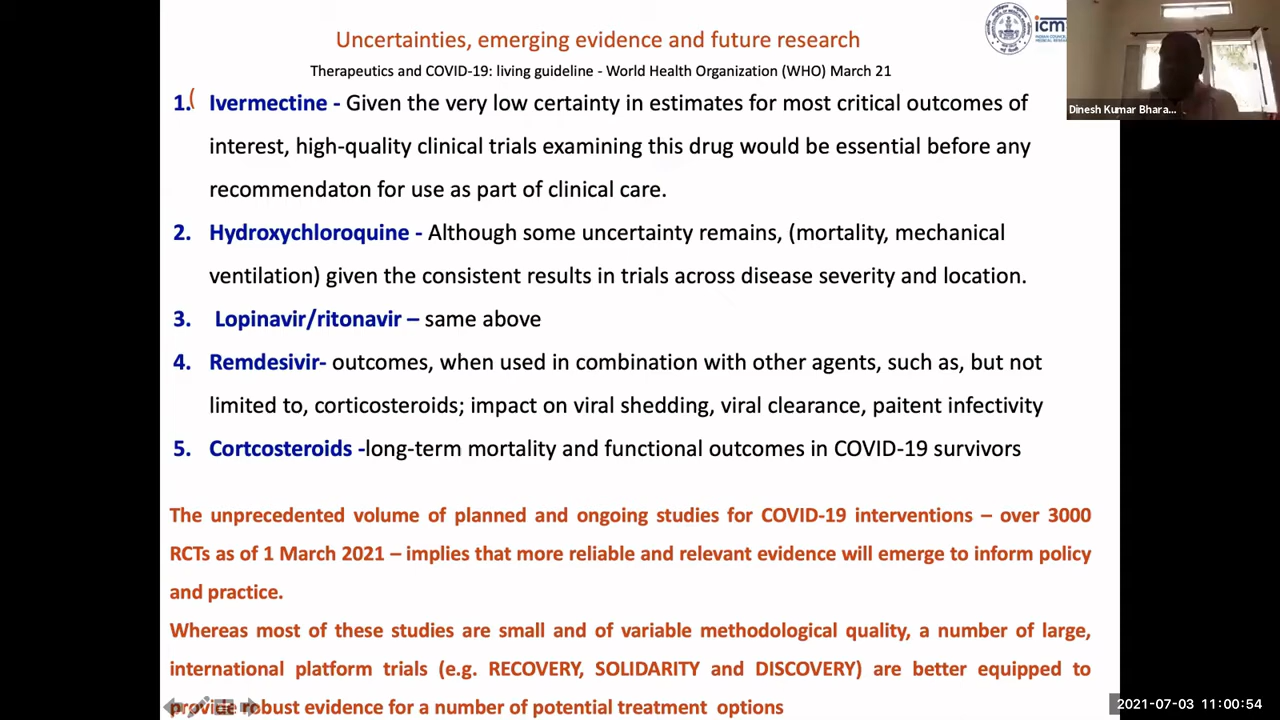 Uncertainties, emerging evidence and future research
Therapeutics and COVID-19: living guideline - World Health Organization (WHO) March 21
icm
Dinesh Kumar Bhara...
1. Ivermectine - Given the very low certainty in estimates for most critical outcomes of
interest, high-quality clinical trials examining this drug would be essential before any
recommendaton for use as part of clinical care.
2. Hydroxychloroquine - Although some uncertainty remains, (mortality, mechanical
ventilation) given the consistent results in trials across disease severity and location.
3. Lopinavir/ritonavir – same above
4. Remdesivir- outcomes, when used in combination with other agents, such as, but not
limited to, corticosteroids; impact on viral shedding, viral clearance, paitent infectivity
5. Cortcosteroids -long-term mortality and functional outcomes in COVID-19 survivors
The unprecedented volume of planned and ongoing studies for COVID-19 interventions – over 3000
RCTs as of 1 March 2021 – implies that more reliable and relevant evidence will emerge to inform policy
and practice.
Whereas most of these studies are small and of variable methodological quality, a number of large,
international platform trials (e.g. RECOVERY, SOLIDARITY and DISCOVERY) are better equipped to
provide robust evidence for a number of potential treatment options
2021-07-03 11:00:54